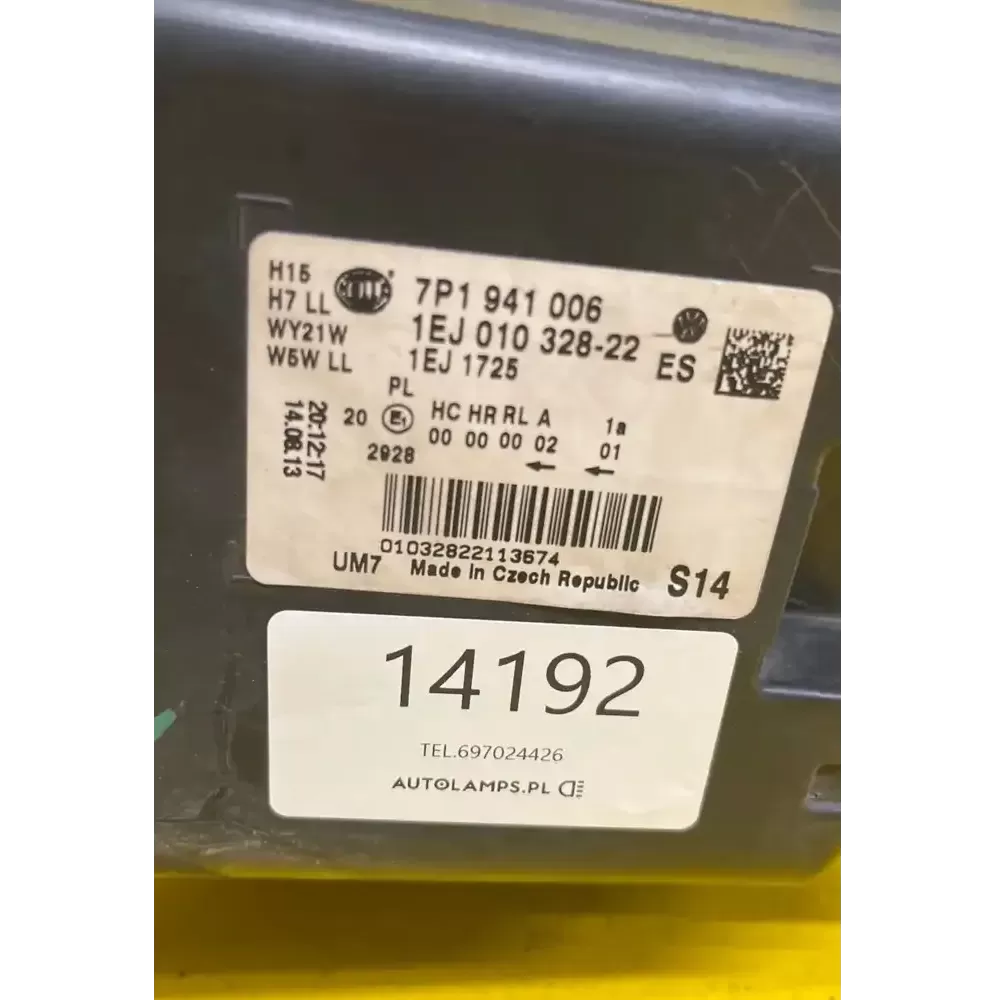 H15
H7 LL
WY21W
W5W LL
HELLA
7P1 941 006
1EJ 010 328-22
1EJ 1725
ES
PL
20 E1
HC HR RL A 1a
00 00 00 02 01
2928
20:12:17
14.08.13
01032822113674
UM7 Made in Czech Republic S14
14192
TEL.697024426
AUTOLAMPS.PL